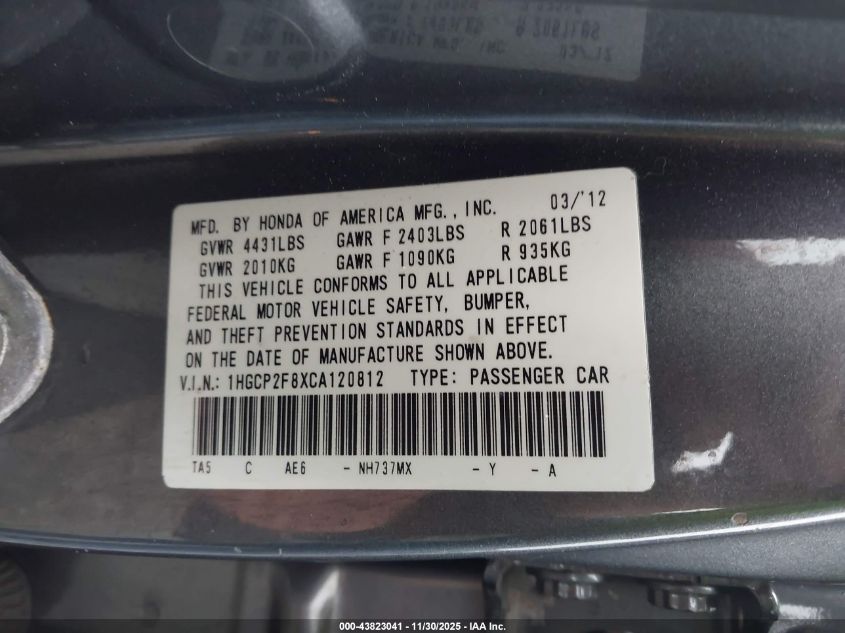 MFD. BY HONDA OF AMERICA MFG., INC. 03/'12
GVWR 4431LBS GAWR F 2403LBS R 2061LBS
GVWR 2010KG GAWR F 1090KG R 935KG
THIS VEHICLE CONFORMS TO ALL APPLICABLE
FEDERAL MOTOR VEHICLE SAFETY, BUMPER,
AND THEFT PREVENTION STANDARDS IN EFFECT
ON THE DATE OF MANUFACTURE SHOWN ABOVE.
V.I.N.: 1HGCP2F8XCA120812 TYPE: PASSENGER CAR
TA5 C AE6 - NH737MX - Y - A
000-43823041 - 11/30/2025 - IAA Inc.